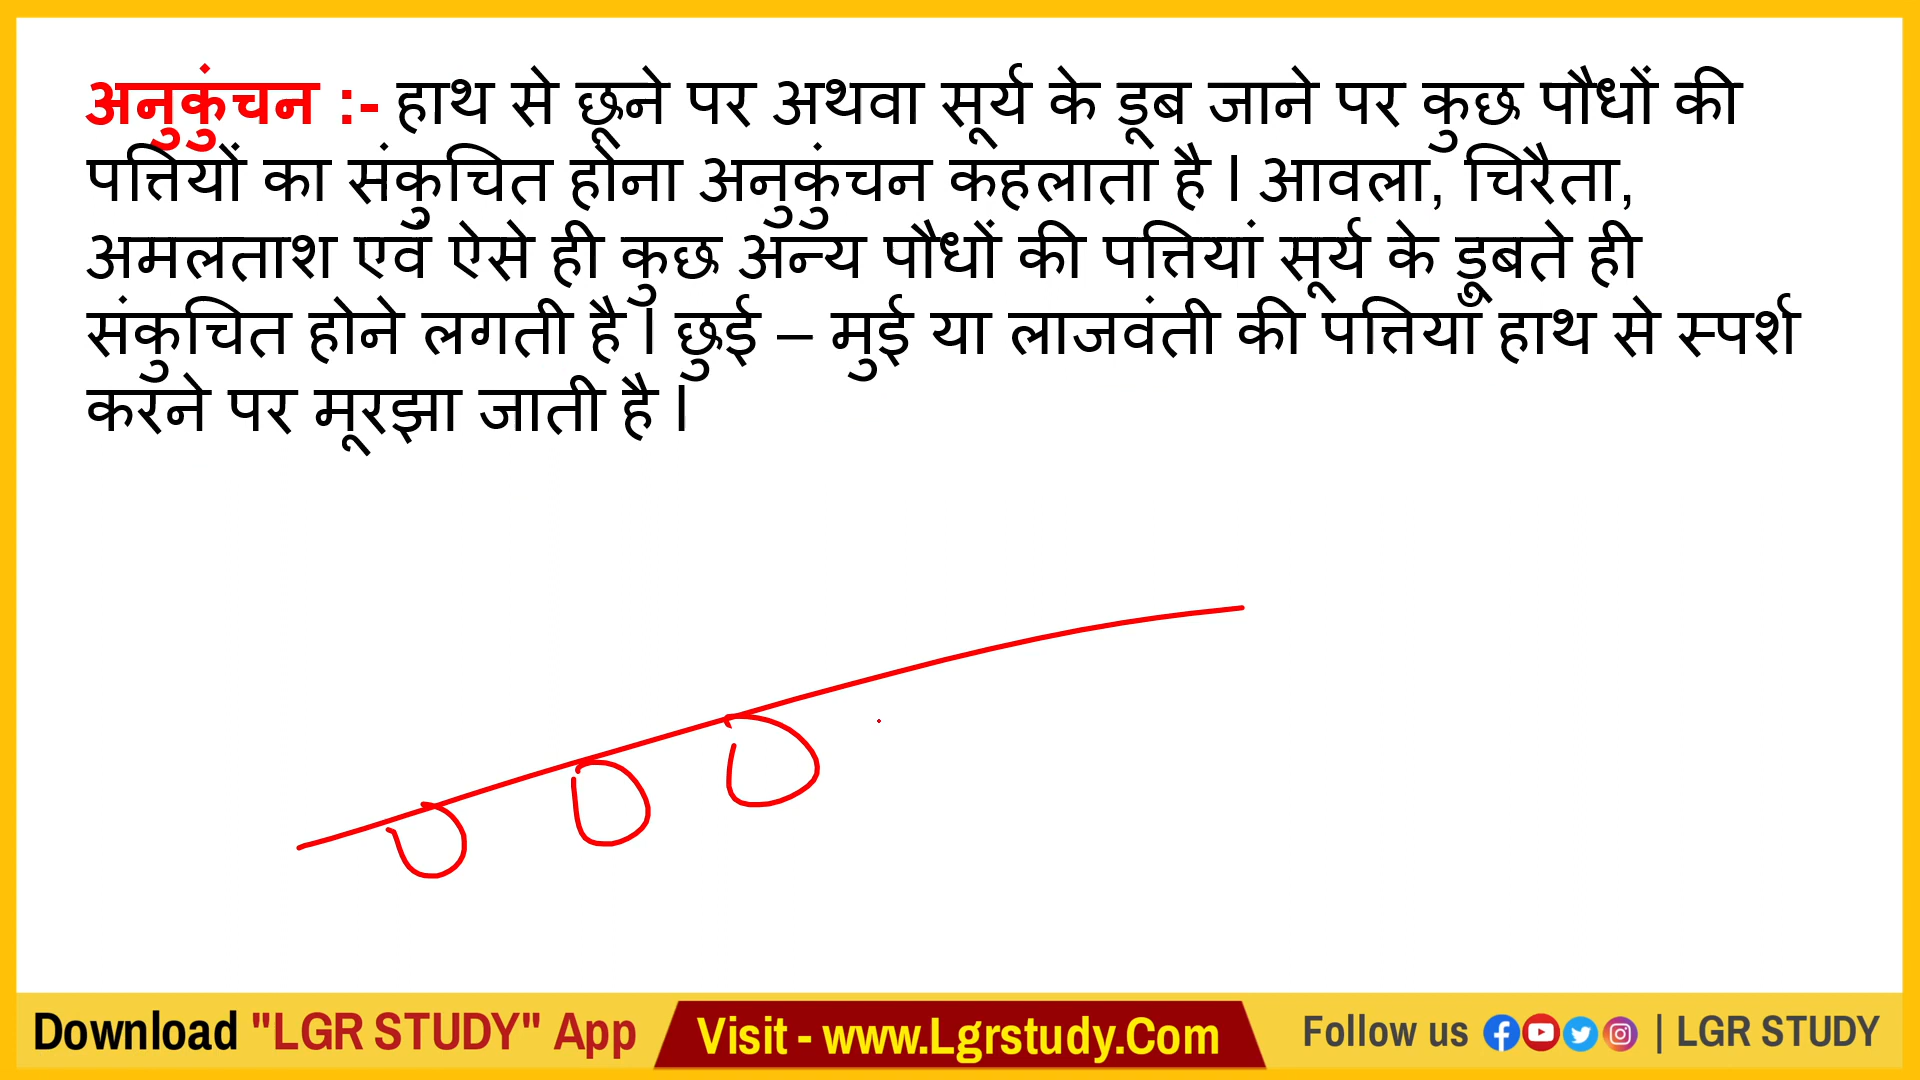 अनुकुंचन :- हाथ से छूने पर अथवा सूर्य के डूब जाने पर कुछ पौधों की
पत्तियों का संकुचित होना अनुकुंचन कहलाता है I आवला, चिरैता,
अमलताश एवं ऐसे ही कुछ अन्य पौधों की पत्तियां सूर्य के डूबते ही
संकुचित होने लगती है I छुई – मुई या लाजवंती की पत्तियाँ हाथ से स्पर्श
करने पर मूरझा जाती है I
Download "LGR STUDY" App
Visit - www.Lgrstudy.Com
Follow us | LGR STUDY